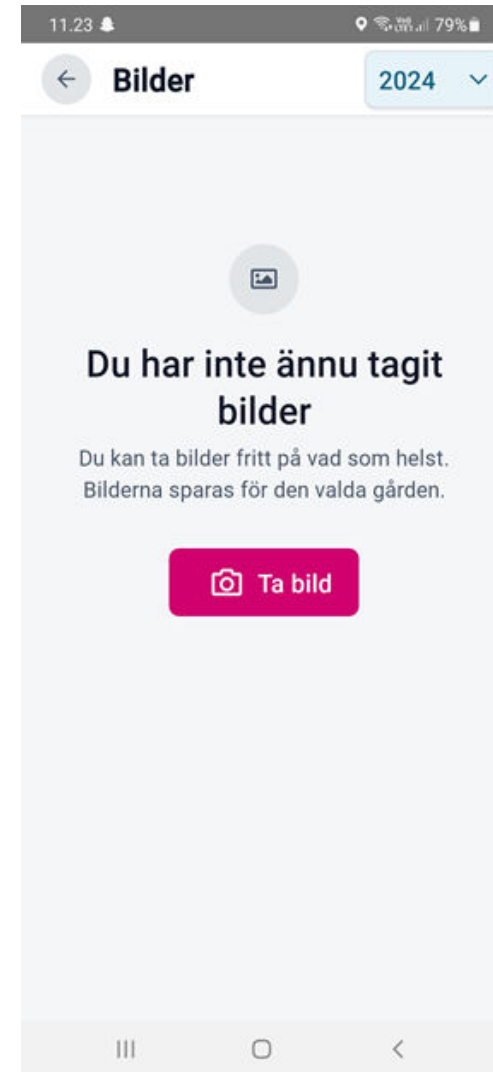 11.23 79%
Bilder 2024
Du har inte ännu tagit
bilder
Du kan ta bilder fritt på vad som helst.
Bilderna sparas för den valda gården.
Ta bild